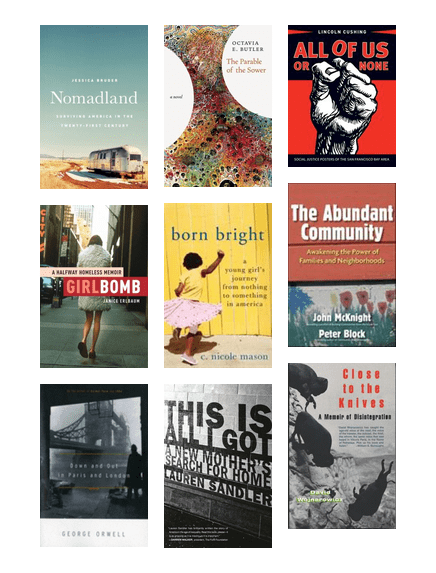 JESSICA BRUDER
Nomadland
SURVIVING AMERICA IN THE
TWENTY-FIRST CENTURY
OCTAVIA
E. BUTLER
The Parable
of the Sower
a novel
LINCOLN CUSHING
ALL OF US
OR NONE
SOCIAL JUSTICE POSTERS OF THE SAN FRANCISCO BAY AREA
A HALFWAY HOMELESS MEMOIR
GIRLBOMB
JANICE ERLBAUM
born bright
a
young girl's
journey
from nothing
to something
in america
c. nicole mason
The Abundant
Community
Awakening the Power of
Families and Neighborhoods
John McKnight
Peter Block
Down and Out
in Paris and London
GEORGE ORWELL
THIS IS
ALL I GOT
A NEW MOTHER'S
SEARCH FOR HOME
LAUREN SANDLER
Close
to the
Knives
A Memoir of Disintegration
David
Wojnarowicz